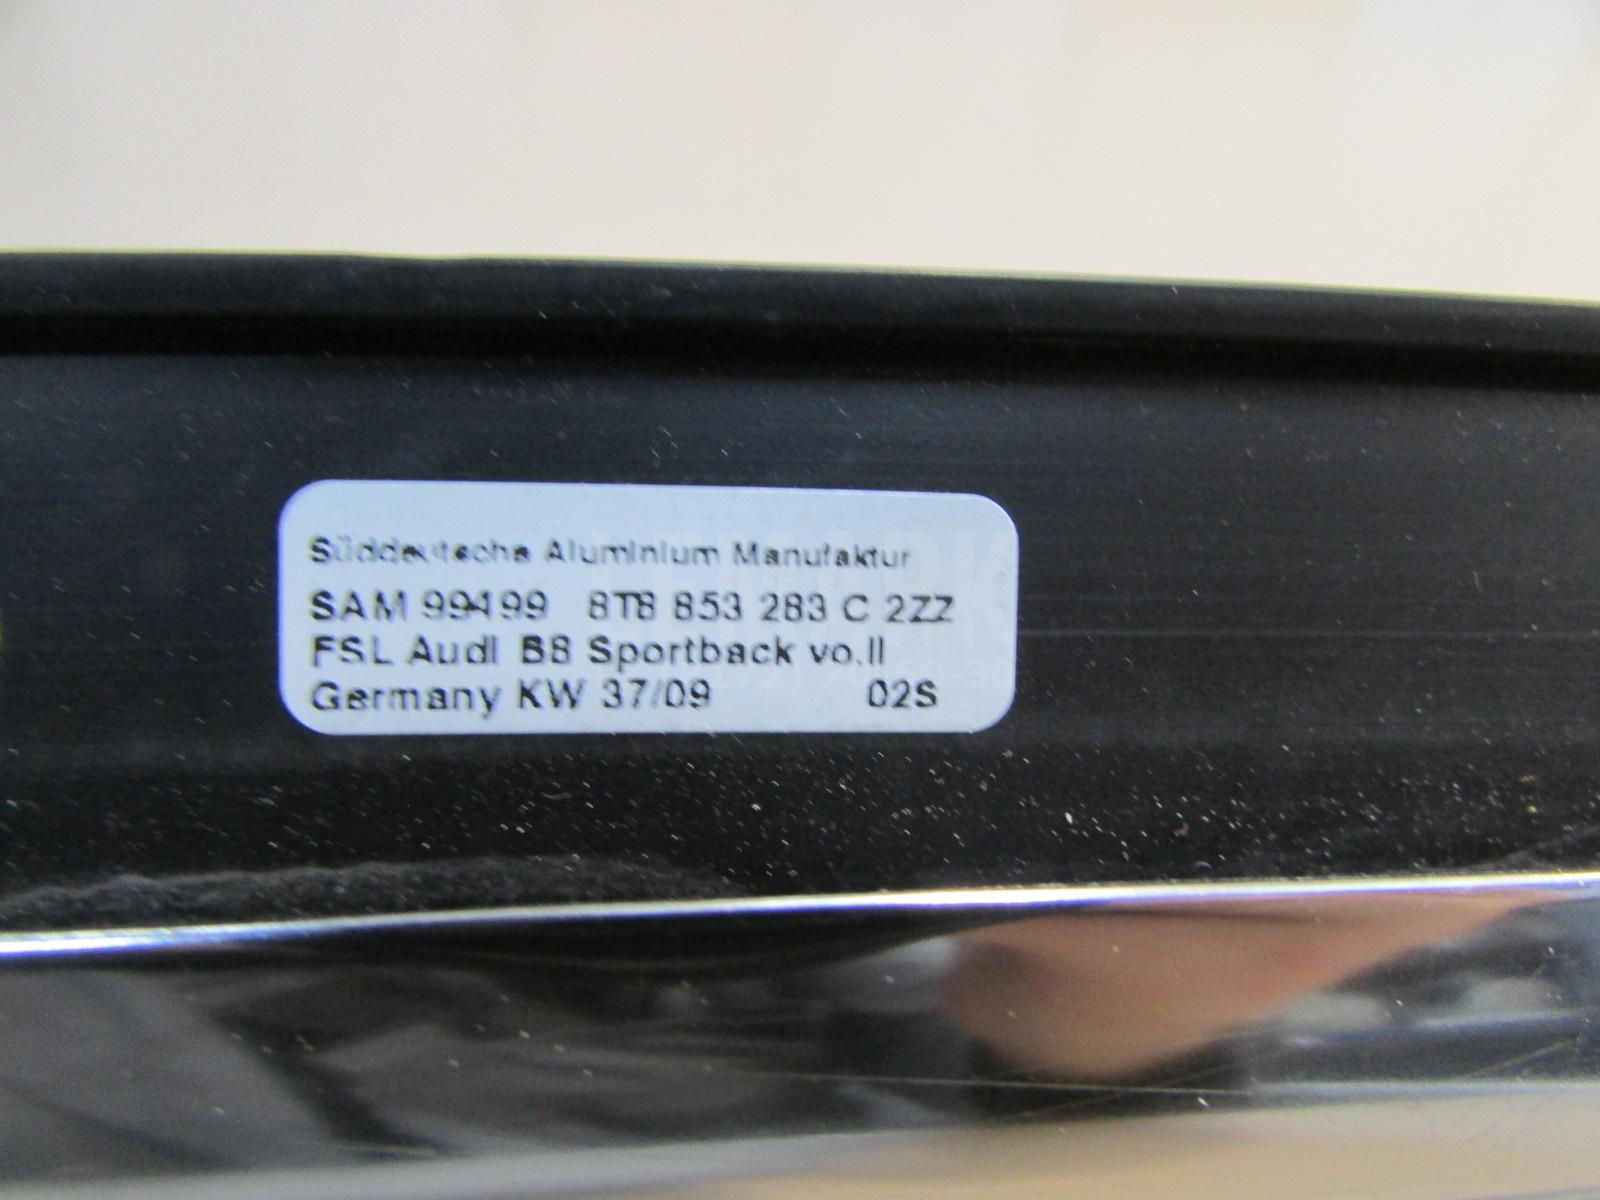 Süddeutsche Aluminium Manufaktur
SAM 99499 8T8 853 283 C 2ZZ
FSL Audi B8 Sportback vo.li
Germany KW 37/09 02S